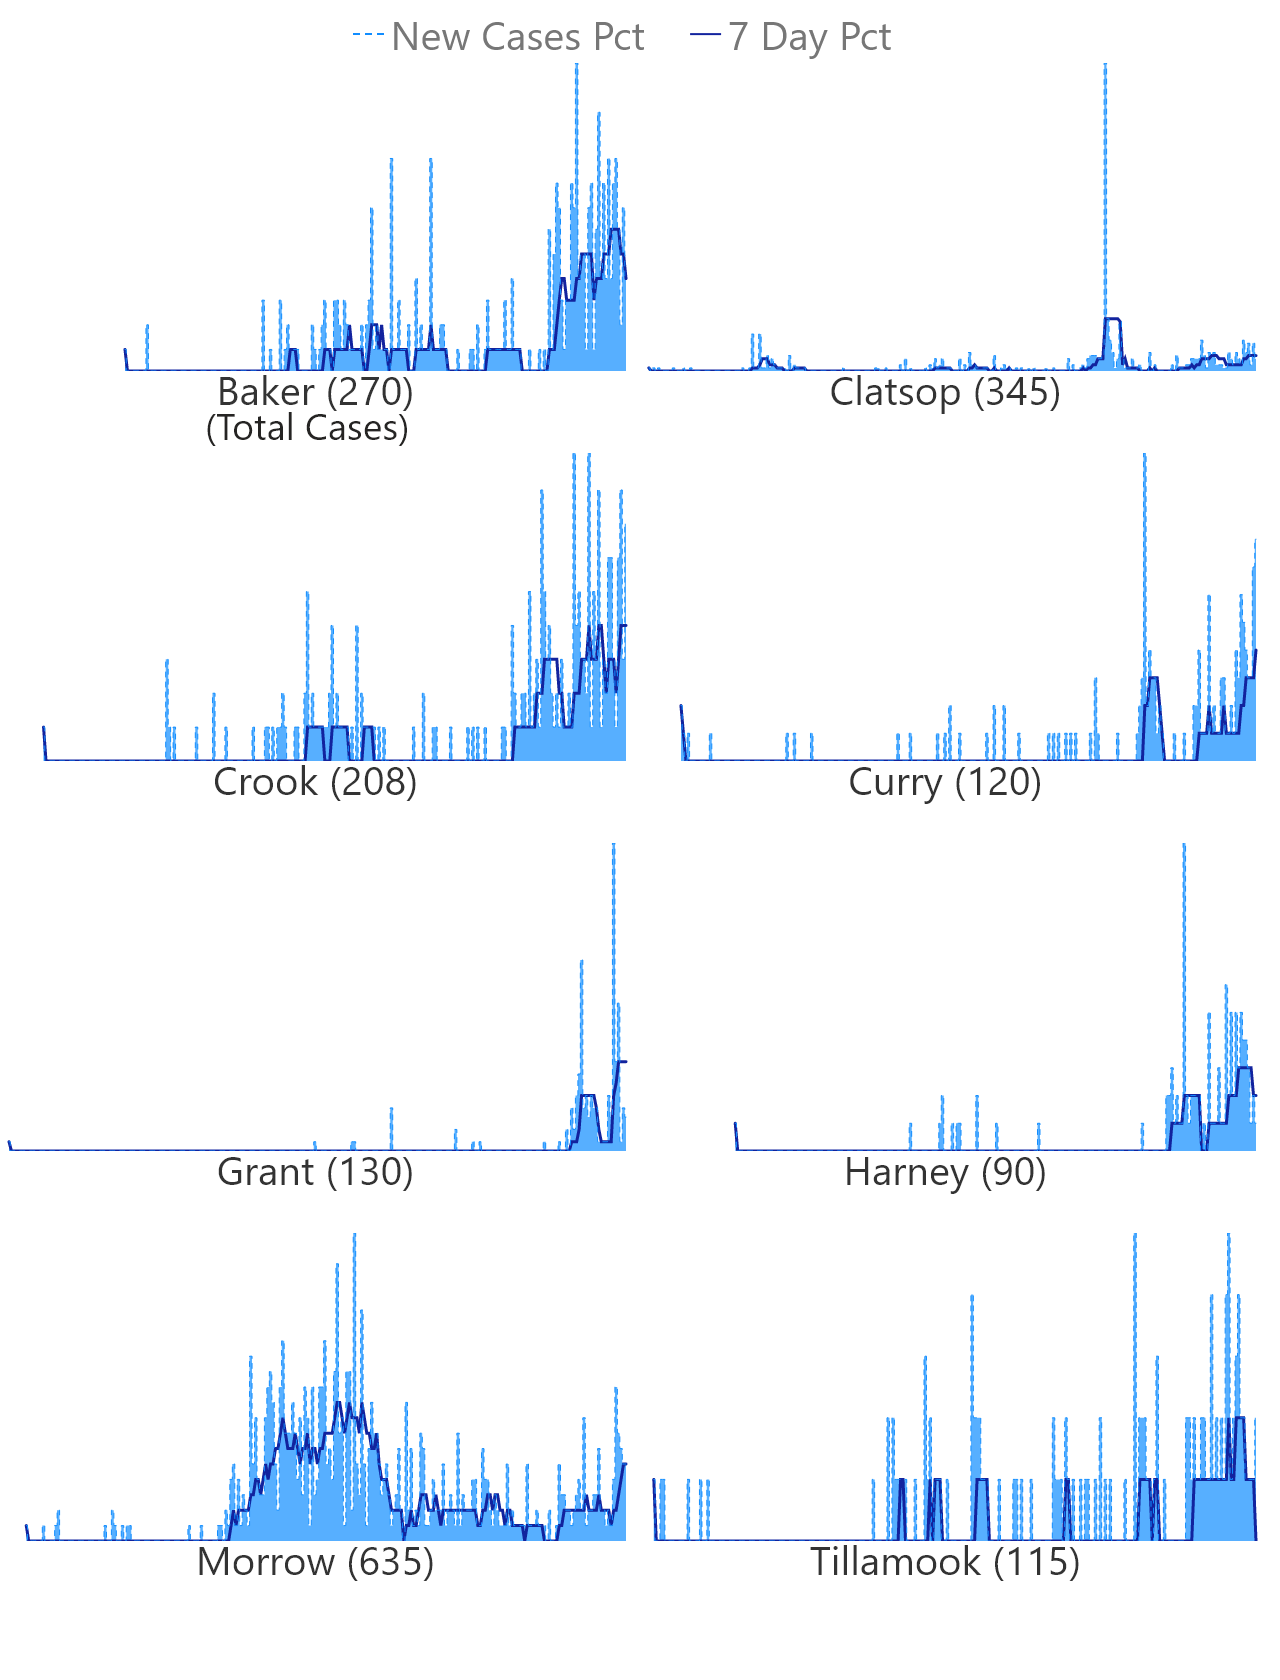 New Cases Pct 7 Day Pct
Baker (270) Clatsop (345)
(Total Cases)
Crook (208) Curry (120)
Grant (130) Harney (90)
Morrow (635) Tillamook (115)